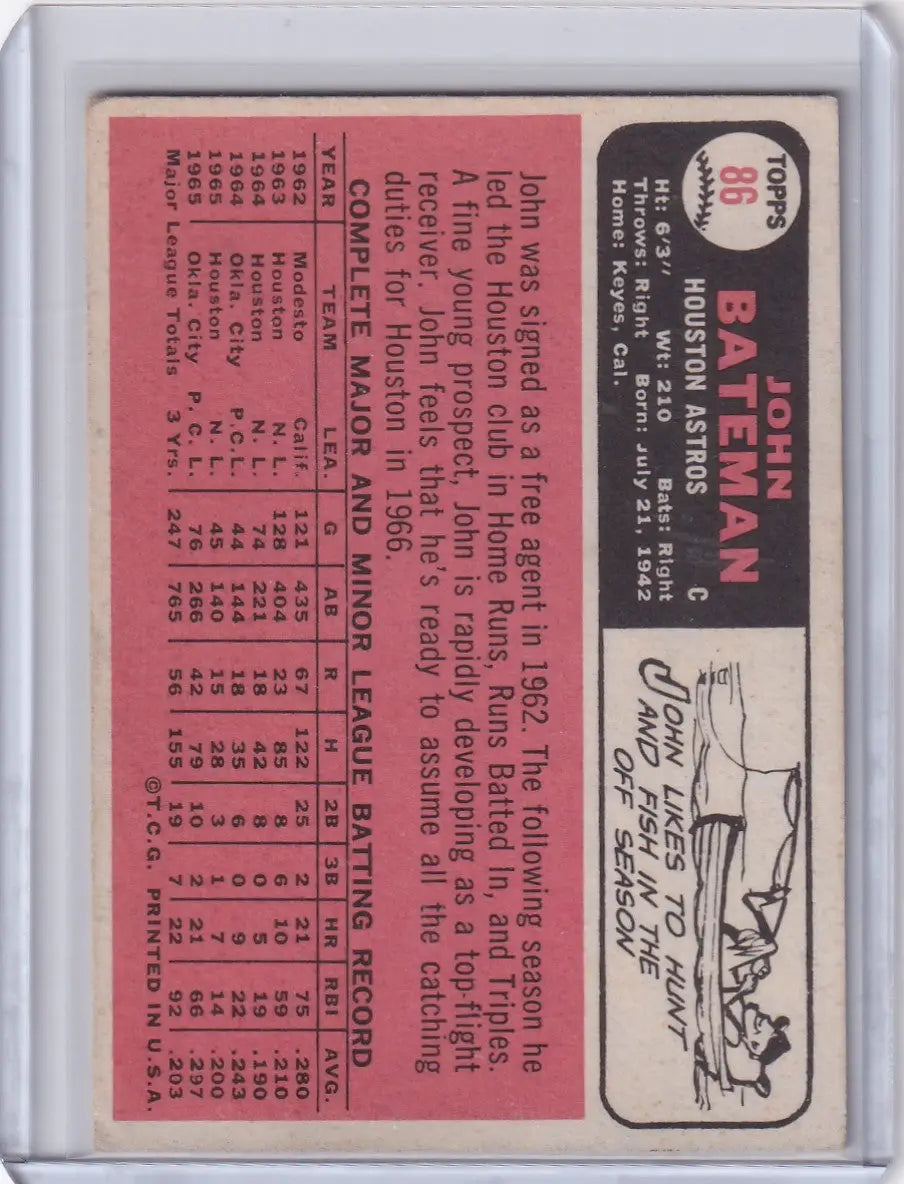 TOPPS
86
JOHN
BATEMAN
HOUSTON ASTROS C
Ht: 6'3" Wt: 210 Bats: Right
Throws: Right Born: July 21, 1942
Home: Keyes, Cal.
JOHN LIKES TO HUNT
AND FISH IN THE
OFF SEASON
John was signed as a free agent in 1962. The following season he
led the Houston club in Home Runs, Runs Batted In, and Triples.
A fine young prospect, John is rapidly developing as a top-flight
receiver. John feels that he's ready to assume all the catching
duties for Houston in 1966.
COMPLETE MAJOR AND MINOR LEAGUE BATTING RECORD
YEAR TEAM LEA. G AB R H 2B 3B HR RBI AVG.
1962 Modesto Calif. 121 435 67 122 25 2 21 75 .280
1963 Houston N. L. 128 404 23 85 8 6 10 59 .210
1964 Houston N. L. 74 221 18 42 8 0 5 19 .190
1964 Okla. City P.C.L. 44 144 18 35 6 0 9 22 .243
1965 Houston N. L. 45 140 15 28 3 1 7 14 .200
1965 Okla. City P. C. L. 76 266 42 79 10 2 21 66 .297
Major League Totals 3 Yrs. 247 765 56 155 19 7 22 92 .203
©T.C.G. PRINTED IN U.S.A.